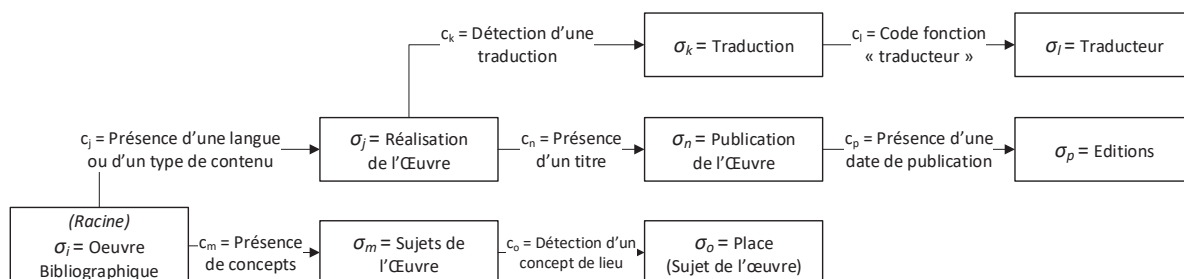 c_k = Détection d'une
traduction
σ_k = Traduction
c_l = Code fonction
« traducteur »
σ_l = Traducteur
c_j = Présence d'une langue
ou d'un type de contenu
σ_j = Réalisation
de l'Œuvre
c_n = Présence
d'un titre
σ_n = Publication
de l'Œuvre
c_p = Présence d'une
date de publication
σ_p = Editions
(Racine)
σ_i = Oeuvre
Bibliographique
c_m = Présence
de concepts
σ_m = Sujets de
l'Œuvre
c_o = Détection d'un
concept de lieu
σ_o = Place
(Sujet de l'œuvre)